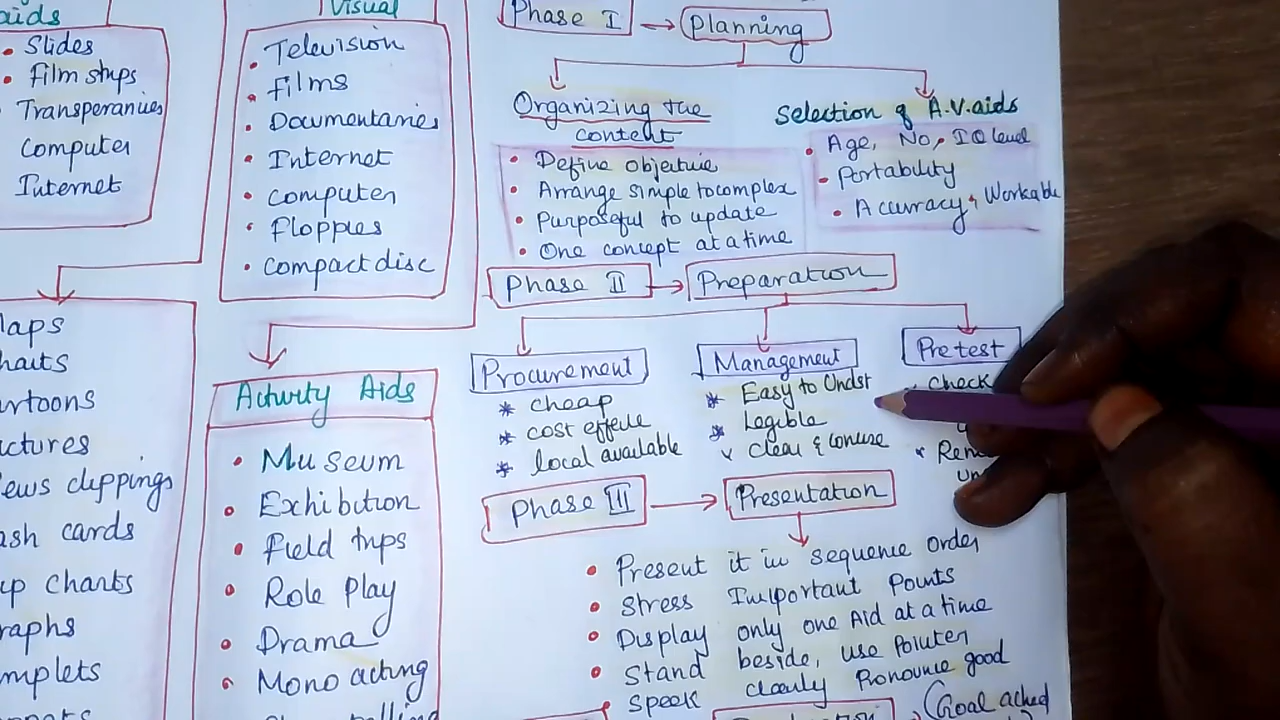 aids
• Slides
• Film strips
Transperancies
Computer
Internet
Visual
• Television
• films
• Documentaries
• Internet
• Computer
• Floppies
• Compact disc
Maps
Charts
Cartoons
Pictures
News clippings
Flash cards
Flip charts
Graphs
Activity Aids
• Museum
• Exhibition
• field trips
• Role play
• Drama
• Mono acting
Phase I → Planning
Organizing the
content
• Define objective
• Arrange simple to complex
• Purposeful to update
• One concept at a time
Selection of A.V.aids
• Age, No, IQ level
• Portability
• Accuracy, Workable
Phase II → Preparation
Procurement
* cheap
* cost effecive
* local available
Management
* Easy to Undst
* Legible
* Clear & concise
Pretest
Check
Phase III → Presentation
• Present it in sequence order
• Stress Important Points
• Display only one Aid at a time
• Stand beside, use Pointer
• Speek clearly Pronounce good
Goal ached